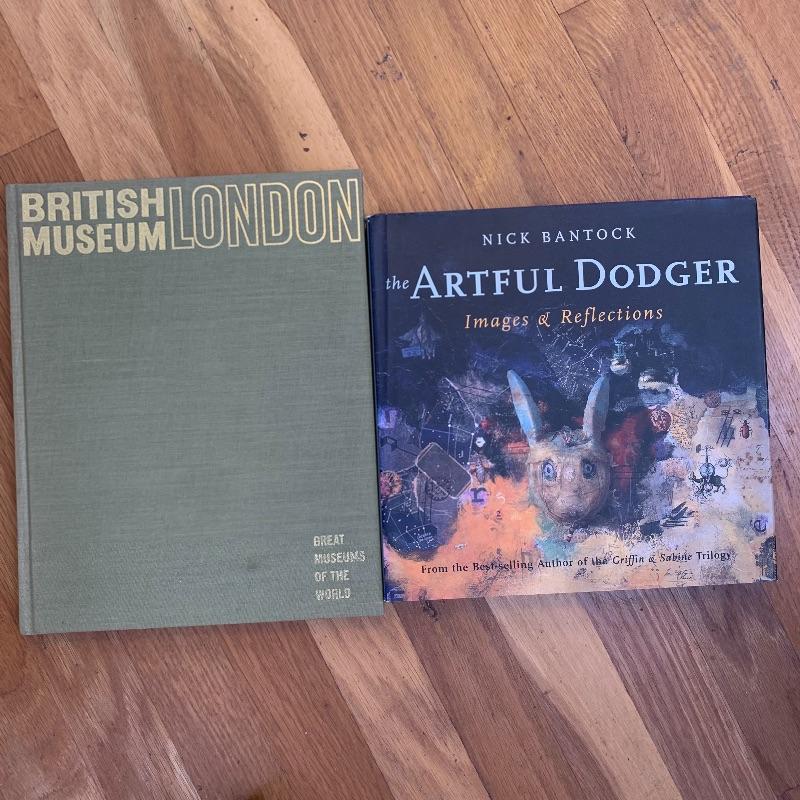 BRITISH
MUSEUM LONDON
GREAT
MUSEUMS
OF THE
WORLD
NICK BANTOCK
the ARTFUL DODGER
Images & Reflections
From the Best-selling Author of the Griffin & Sabine Trilogy